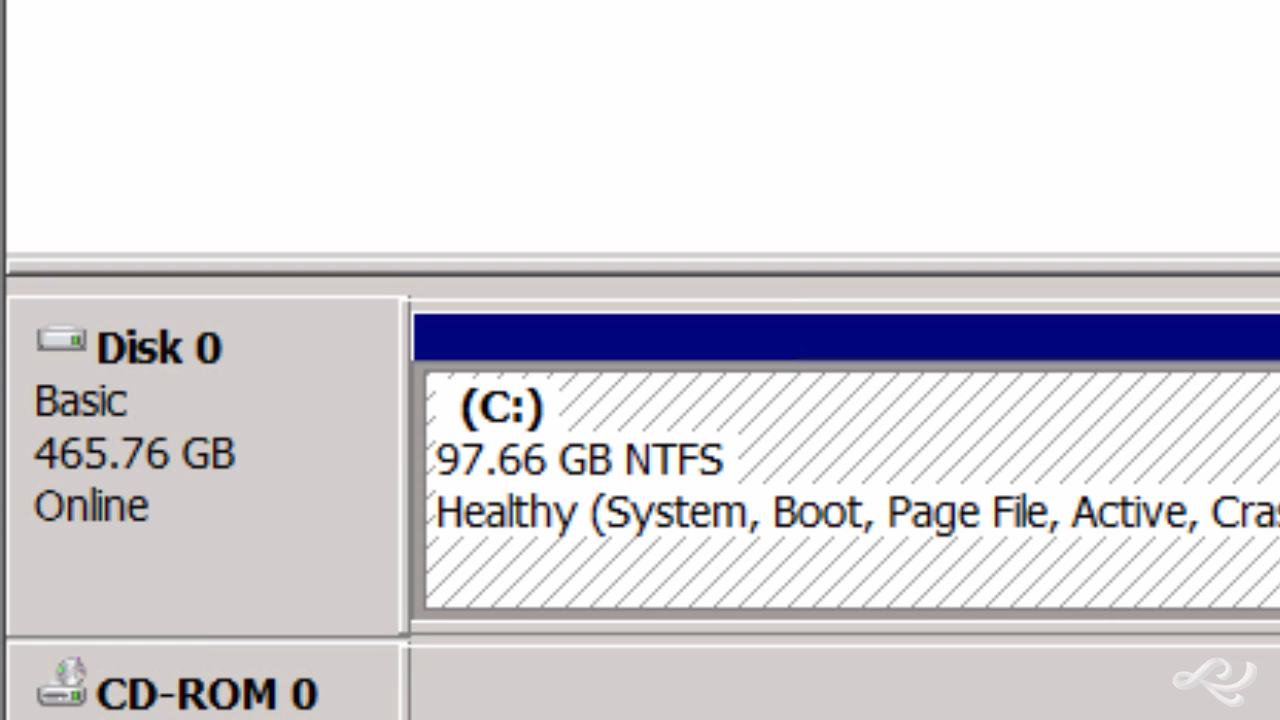 Disk 0
Basic
465.76 GB
Online
(C:)
97.66 GB NTFS
Healthy (System, Boot, Page File, Active, Cras
CD-ROM 0